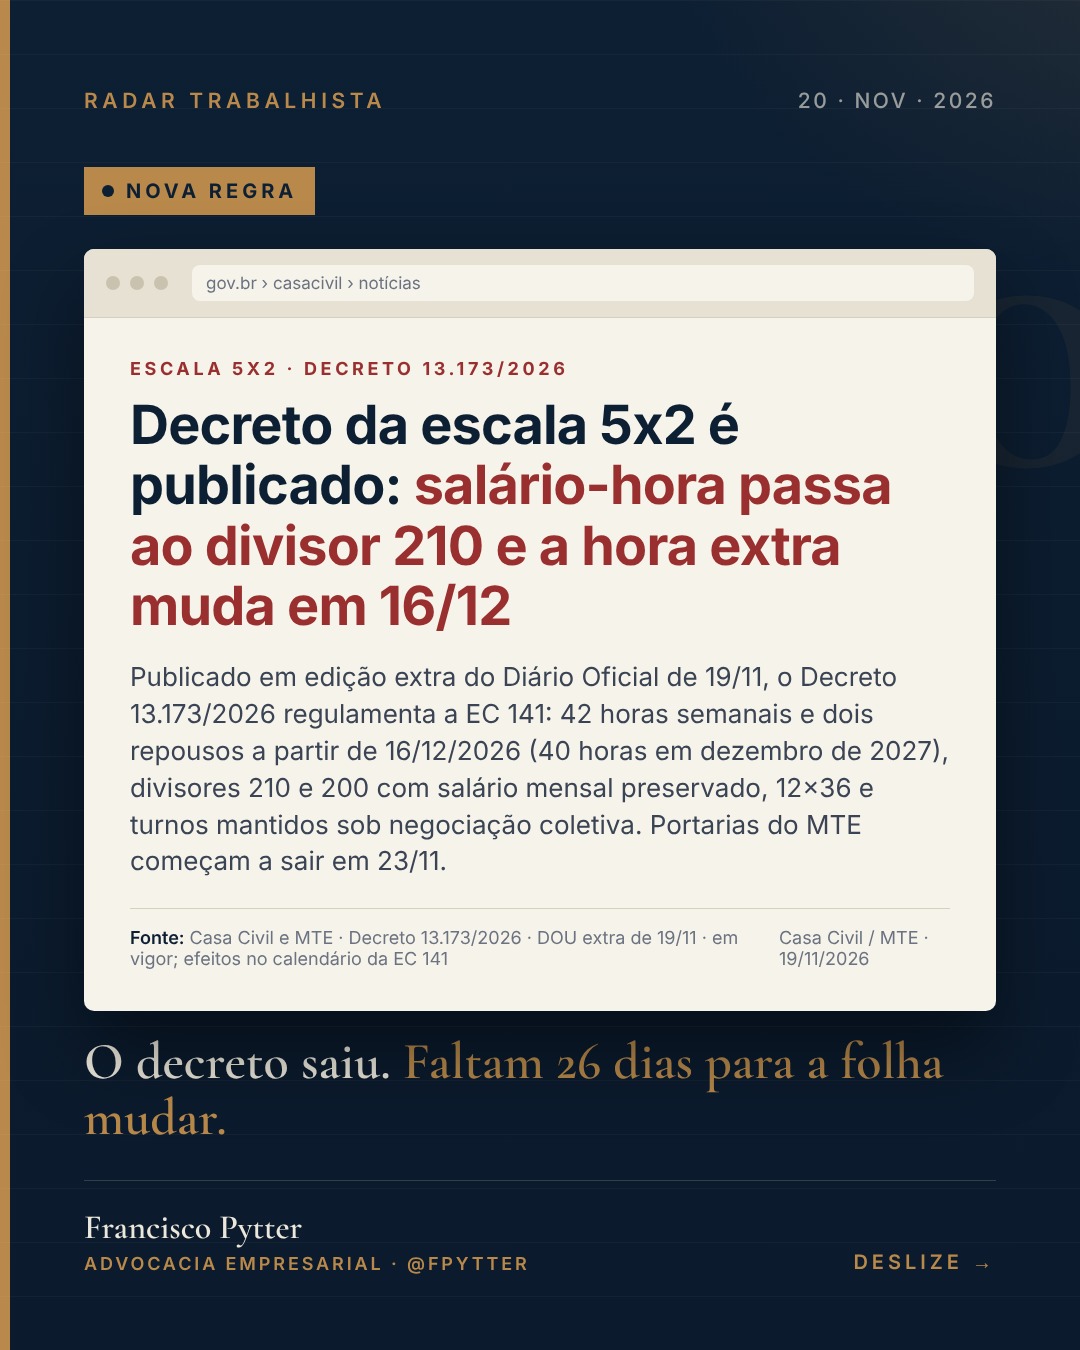 RADAR TRABALHISTA
20 · NOV · 2026
NOVA REGRA
gov.br › casacivil › notícias
ESCALA 5X2 · DECRETO 13.173/2026
Decreto da escala 5x2 é
publicado: salário-hora passa
ao divisor 210 e a hora extra
muda em 16/12
Publicado em edição extra do Diário Oficial de 19/11, o Decreto
13.173/2026 regulamenta a EC 141: 42 horas semanais e dois
repousos a partir de 16/12/2026 (40 horas em dezembro de 2027),
divisores 210 e 200 com salário mensal preservado, 12×36 e
turnos mantidos sob negociação coletiva. Portarias do MTE
começam a sair em 23/11.
Fonte: Casa Civil e MTE · Decreto 13.173/2026 · DOU extra de 19/11 · em
vigor; efeitos no calendário da EC 141
Casa Civil / MTE ·
19/11/2026
O decreto saiu. Faltam 26 dias para a folha
mudar.
Francisco Pytter
ADVOCACIA EMPRESARIAL · @FPYTTER
DESLIZE →